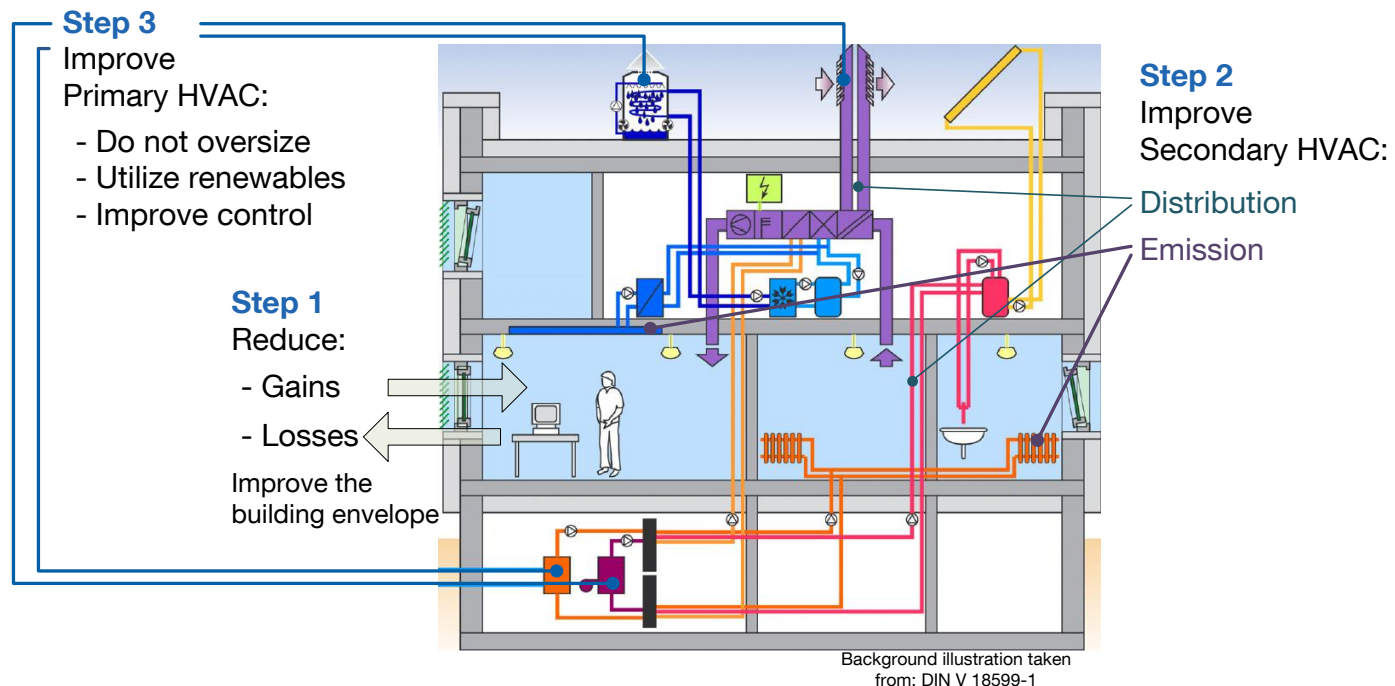 Step 3
Improve
Primary HVAC:
- Do not oversize
- Utilize renewables
- Improve control
Step 1
Reduce:
- Gains
- Losses
Improve the
building envelope
Step 2
Improve
Secondary HVAC:
Distribution
Emission
Background illustration taken
from: DIN V 18599-1